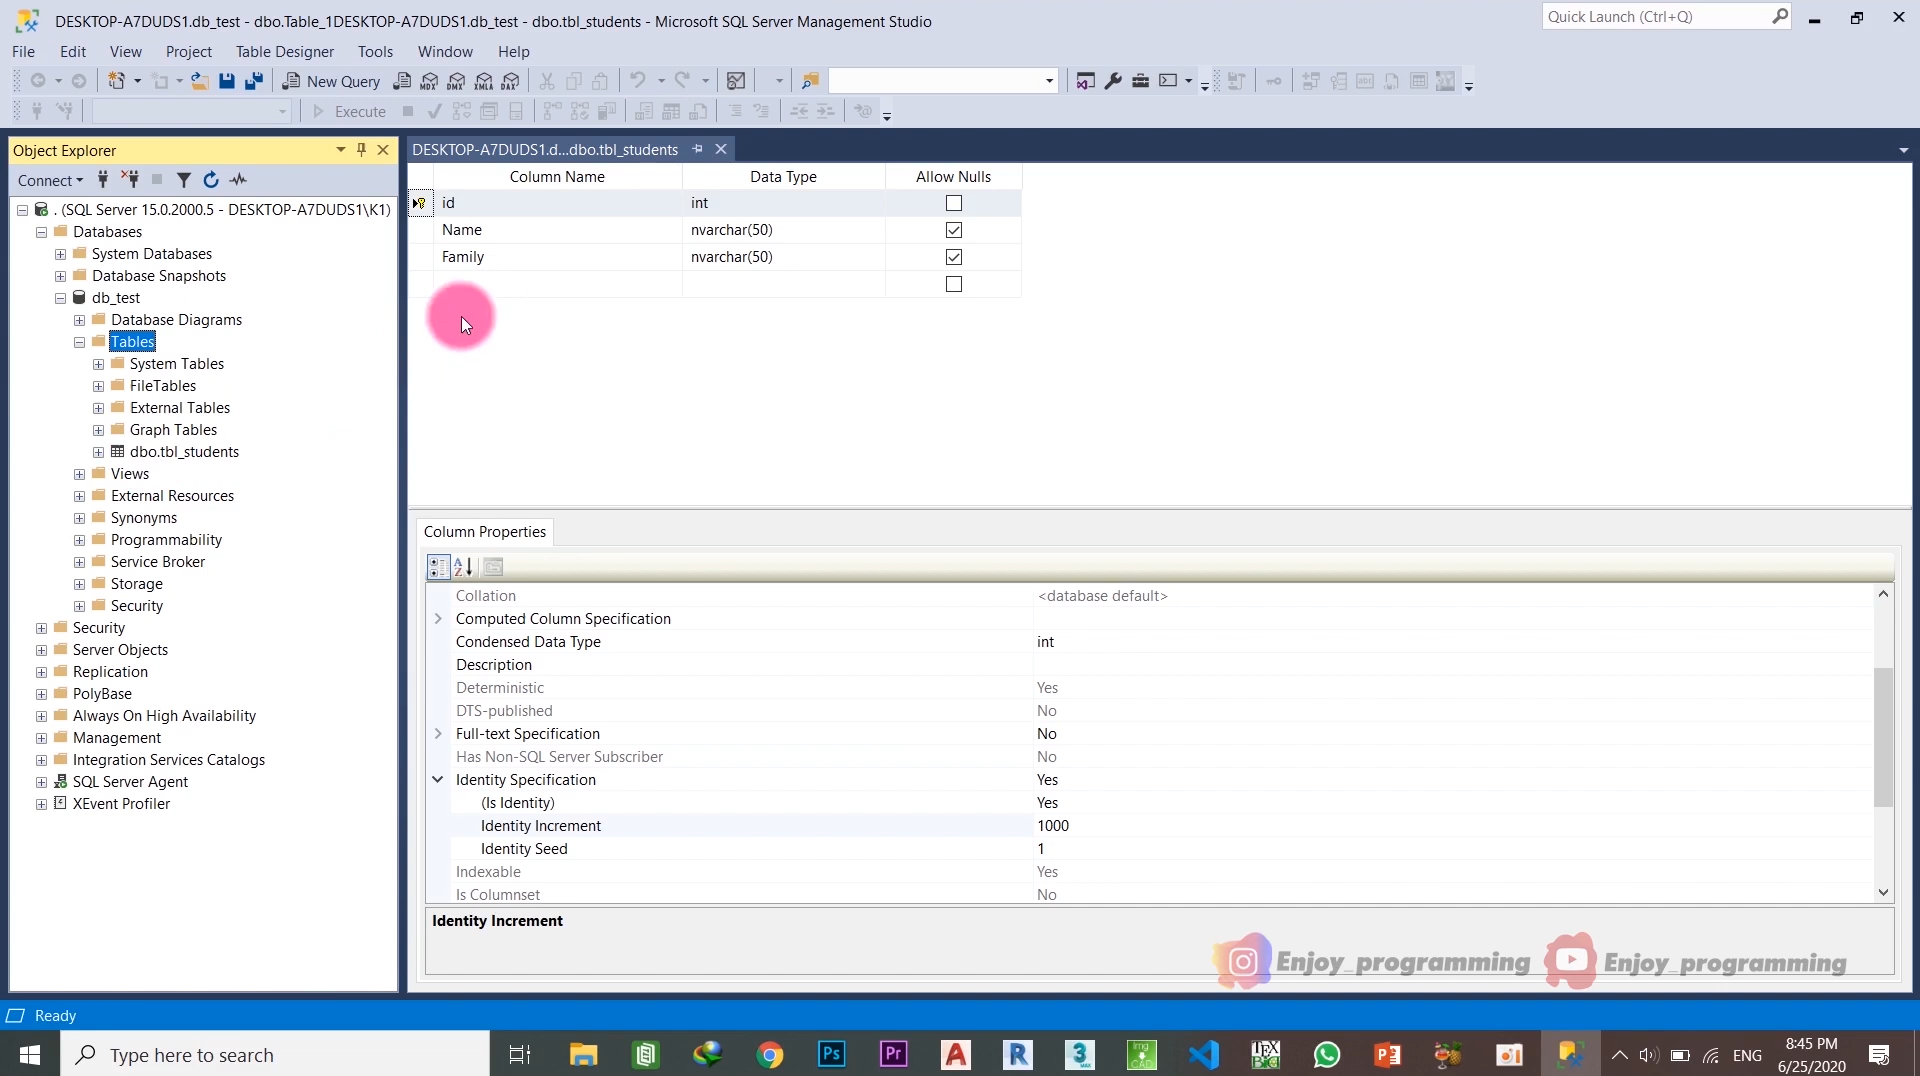 DESKTOP-A7DUDS1.db_test - dbo.Table_1DESKTOP-A7DUDS1.db_test - dbo.tbl_students - Microsoft SQL Server Management Studio
Quick Launch (Ctrl+Q)
File Edit View Project Table Designer Tools Window Help
New Query
MDX DMX XMLA DAX
Execute
Object Explorer
Connect
. (SQL Server 15.0.2000.5 - DESKTOP-A7DUDS1\K1)
Databases
System Databases
Database Snapshots
db_test
Database Diagrams
Tables
System Tables
FileTables
External Tables
Graph Tables
dbo.tbl_students
Views
External Resources
Synonyms
Programmability
Service Broker
Storage
Security
Security
Server Objects
Replication
PolyBase
Always On High Availability
Management
Integration Services Catalogs
SQL Server Agent
XEvent Profiler
DESKTOP-A7DUDS1.d...dbo.tbl_students
Column Name Data Type Allow Nulls
id int
Name nvarchar(50)
Family nvarchar(50)
Column Properties
Collation <database default>
Computed Column Specification
Condensed Data Type int
Description
Deterministic Yes
DTS-published No
Full-text Specification No
Has Non-SQL Server Subscriber No
Identity Specification Yes
(Is Identity) Yes
Identity Increment 1000
Identity Seed 1
Indexable Yes
Is Columnset No
Identity Increment
Enjoy_programming Enjoy_programming
Ready
Type here to search
Ps Pr A R 3
ENG
8:45 PM
6/25/2020